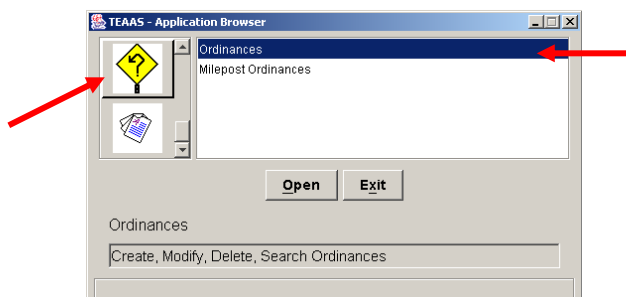 TEAAS - Application Browser
Ordinances
Milepost Ordinances
Open Exit
Ordinances
Create, Modify, Delete, Search Ordinances